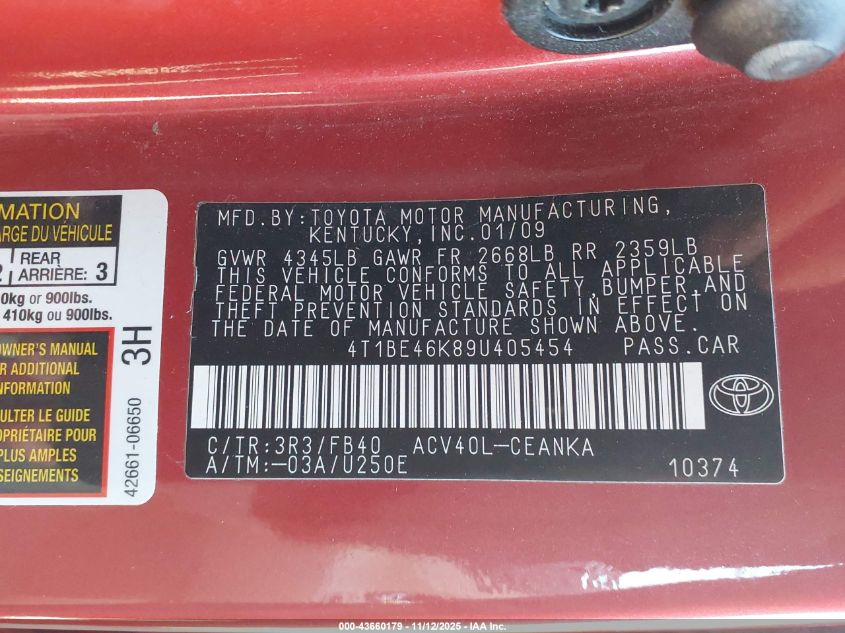 MATION
ARGE DU VÉHICULE
2 REAR
ARRIÈRE: 3
0kg or 900lbs.
410kg ou 900lbs.
OWNER'S MANUAL
R ADDITIONAL
INFORMATION
ULTER LE GUIDE
OPRIÉTAIRE POUR
PLUS AMPLES
SEIGNEMENTS
3H
42661-06650
MFD.BY:TOYOTA MOTOR MANUFACTURING,
KENTUCKY,INC.01/09
GVWR 4345LB GAWR FR 2668LB RR 2359LB
THIS VEHICLE CONFORMS TO ALL APPLICABLE
FEDERAL MOTOR VEHICLE SAFETY,BUMPER,AND
THEFT PREVENTION STANDARDS IN EFFECT ON
THE DATE OF MANUFACTURE SHOWN ABOVE.
4T1BE46K89U405454 PASS.CAR
C/TR:3R3/FB40 ACV40L-CEANKA
A/TM:-03A/U250E 10374
000-43660179 - 11/12/2025 - IAA Inc.